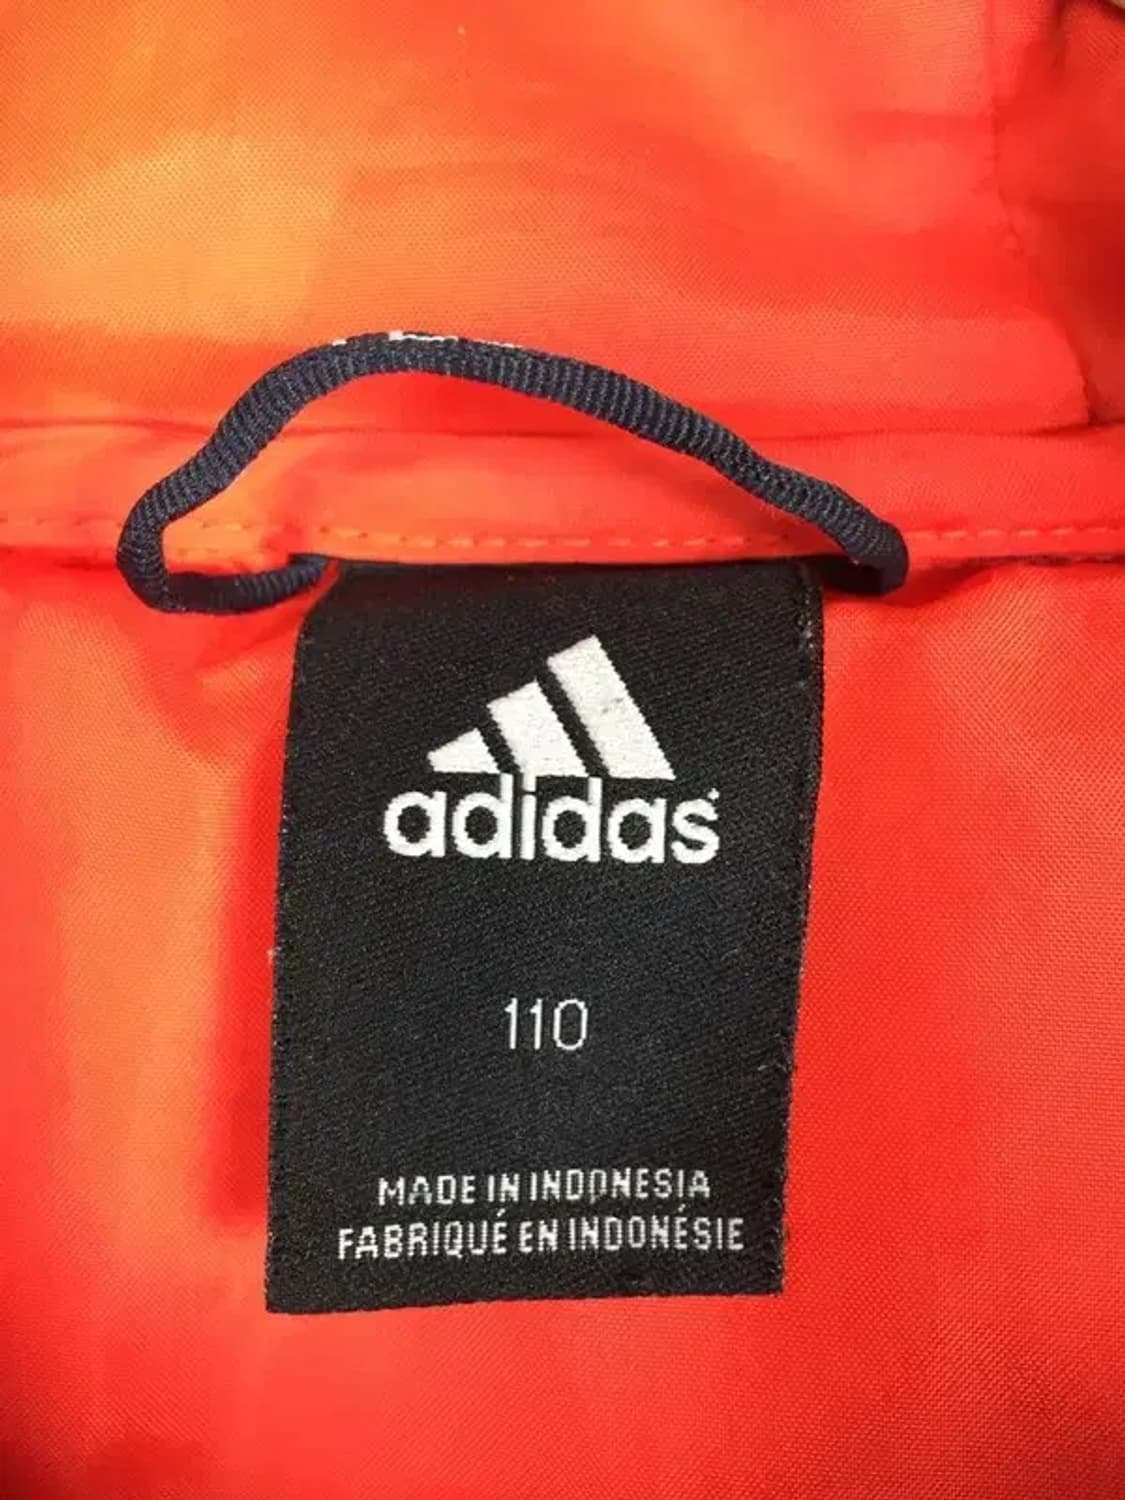 adidas
110
MADE IN INDONESIA
FABRIQUÉ EN INDONÉSIE